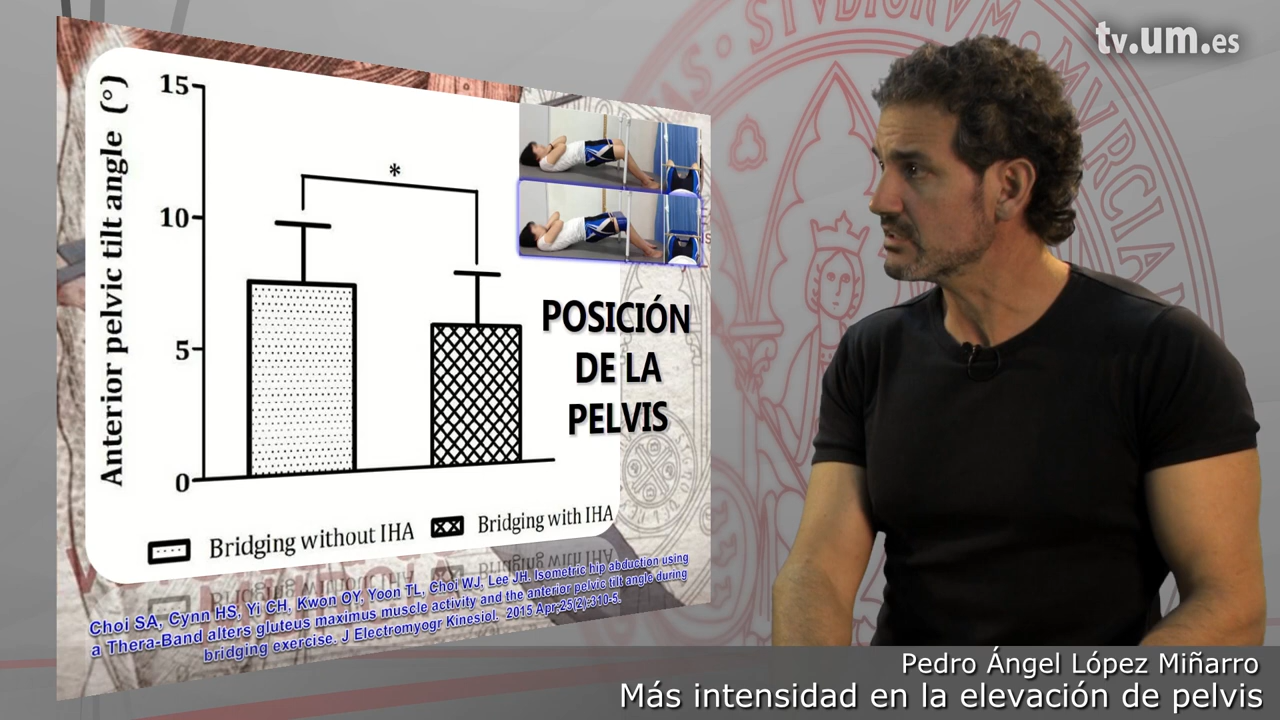 tv.um.es
STVDIORVM
MVRCIANA
Anterior pelvic tilt angle (°)
15
10
5
0
*
POSICIÓN
DE LA
PELVIS
Bridging without IHA
Bridging with IHA
Choi SA, Cynn HS, Yi CH, Kwon OY, Yoon TL, Choi WJ, Lee JH. Isometric hip abduction using
a Thera-Band alters gluteus maximus muscle activity and the anterior pelvic tilt angle during
bridging exercise. J Electromyogr Kinesiol. 2015 Apr;25(2):310-5.
Pedro Ángel López Miñarro
Más intensidad en la elevación de pelvis